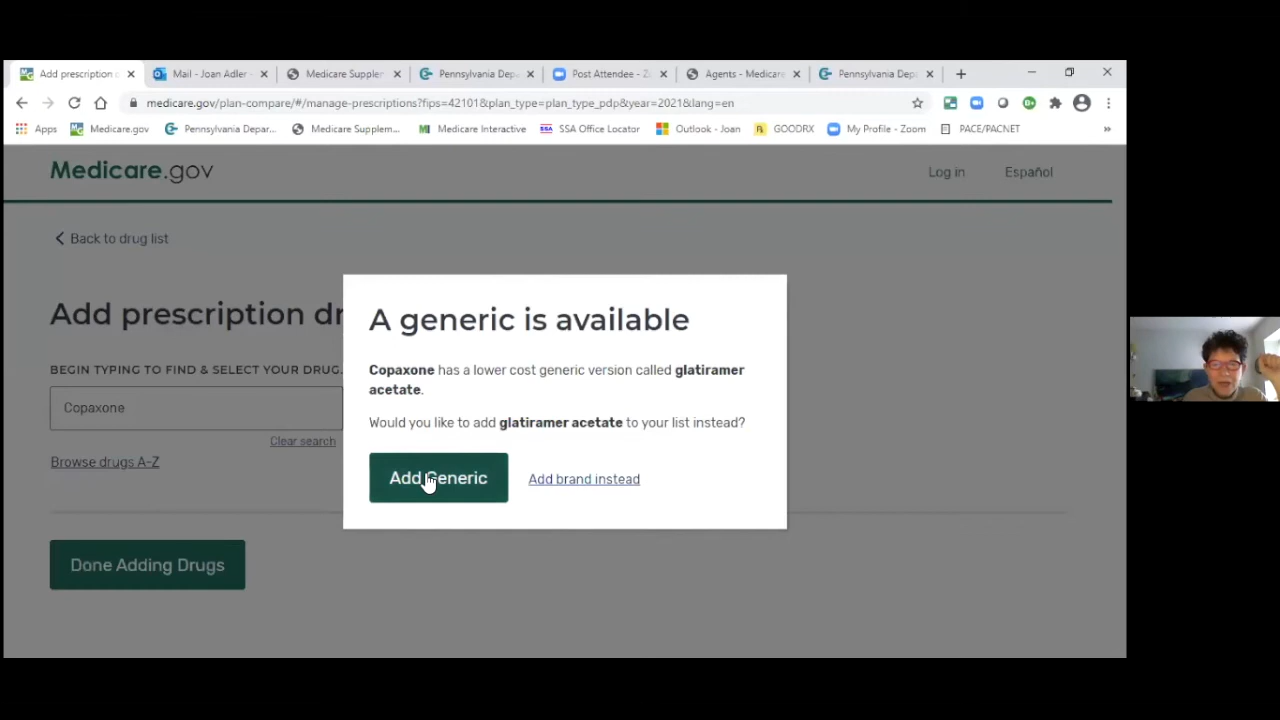 Add prescription d
Mail - Joan Adler -
Medicare Supplem
Pennsylvania Depa
Post Attendee - Z
Agents - Medicare
Pennsylvania Depa
medicare.gov/plan-compare/#/manage-prescriptions?fips=42101&plan_type=plan_type_pdp&year=2021&lang=en
Apps
Medicare.gov
Pennsylvania Depar...
Medicare Supplem...
Medicare Interactive
SSA Office Locator
Outlook - Joan
GOODRX
My Profile - Zoom
PACE/PACNET
Medicare.gov
Log in
Español
Back to drug list
Add prescription dr
BEGIN TYPING TO FIND & SELECT YOUR DRUG.
Copaxone
Clear search
Browse drugs A-Z
Done Adding Drugs
A generic is available
Copaxone has a lower cost generic version called glatiramer
acetate.
Would you like to add glatiramer acetate to your list instead?
Add Generic
Add brand instead